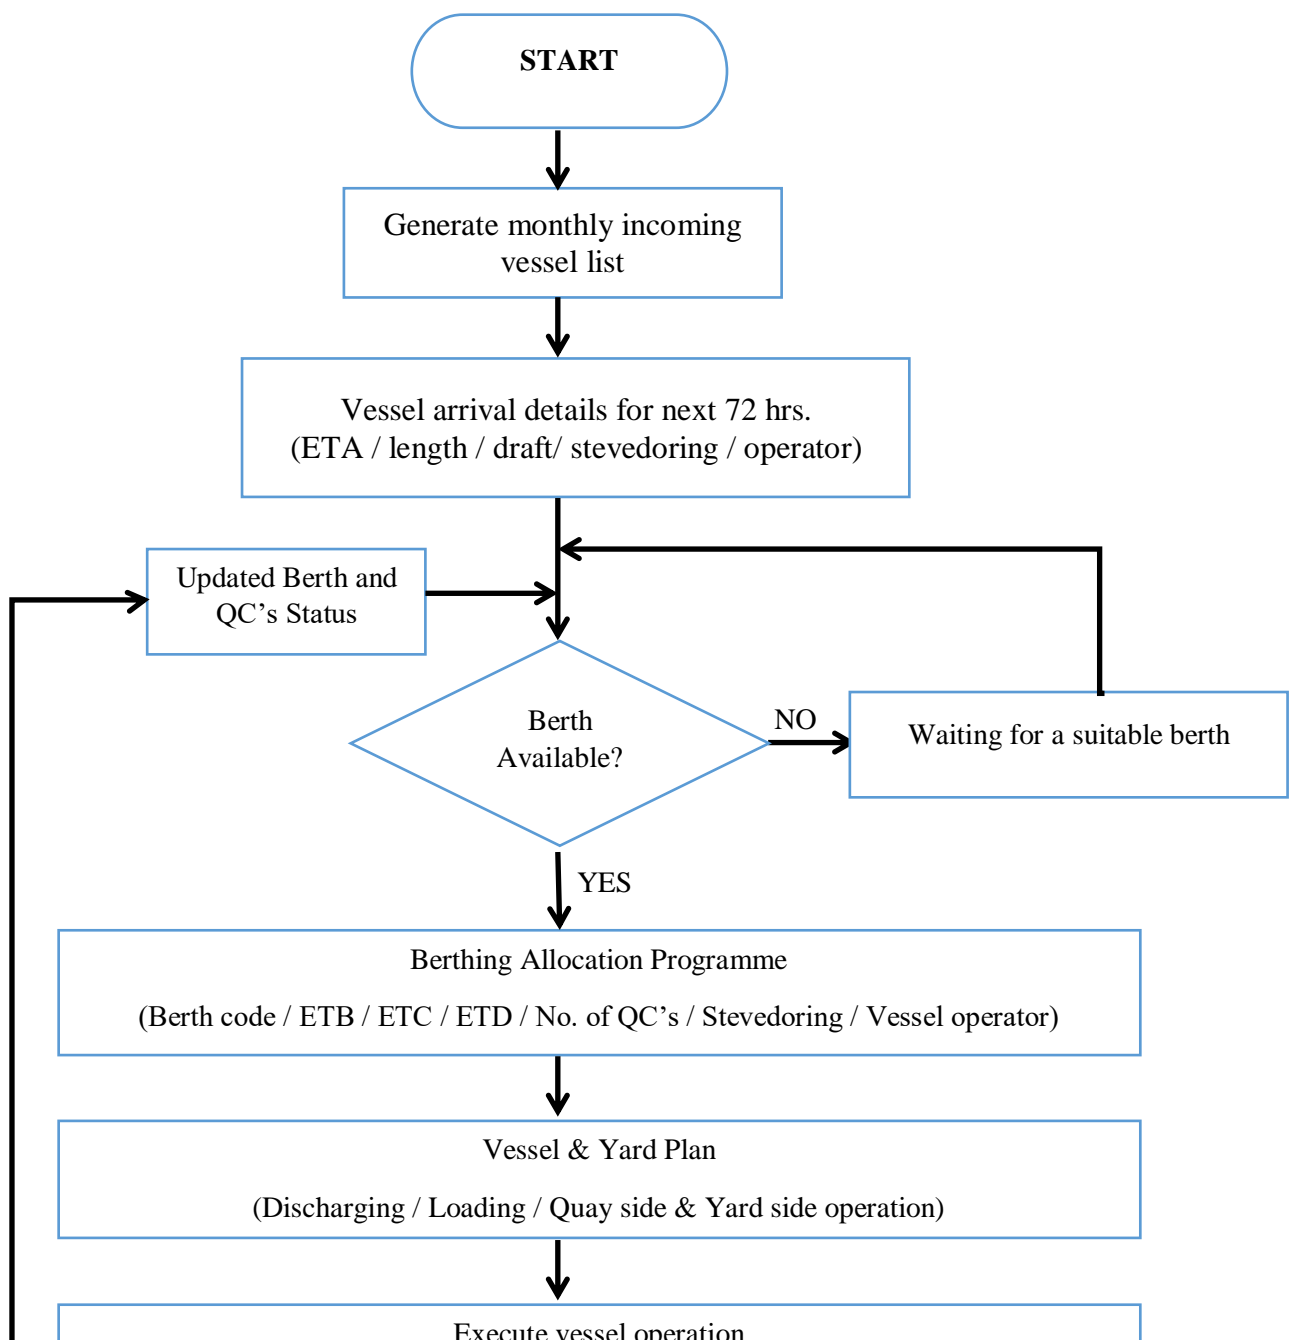 START
Generate monthly incoming
vessel list
Vessel arrival details for next 72 hrs.
(ETA / length / draft/ stevedoring / operator)
Updated Berth and
QC’s Status
Berth
Available?
NO
Waiting for a suitable berth
YES
Berthing Allocation Programme
(Berth code / ETB / ETC / ETD / No. of QC’s / Stevedoring / Vessel operator)
Vessel & Yard Plan
(Discharging / Loading / Quay side & Yard side operation)
Execute vessel operation